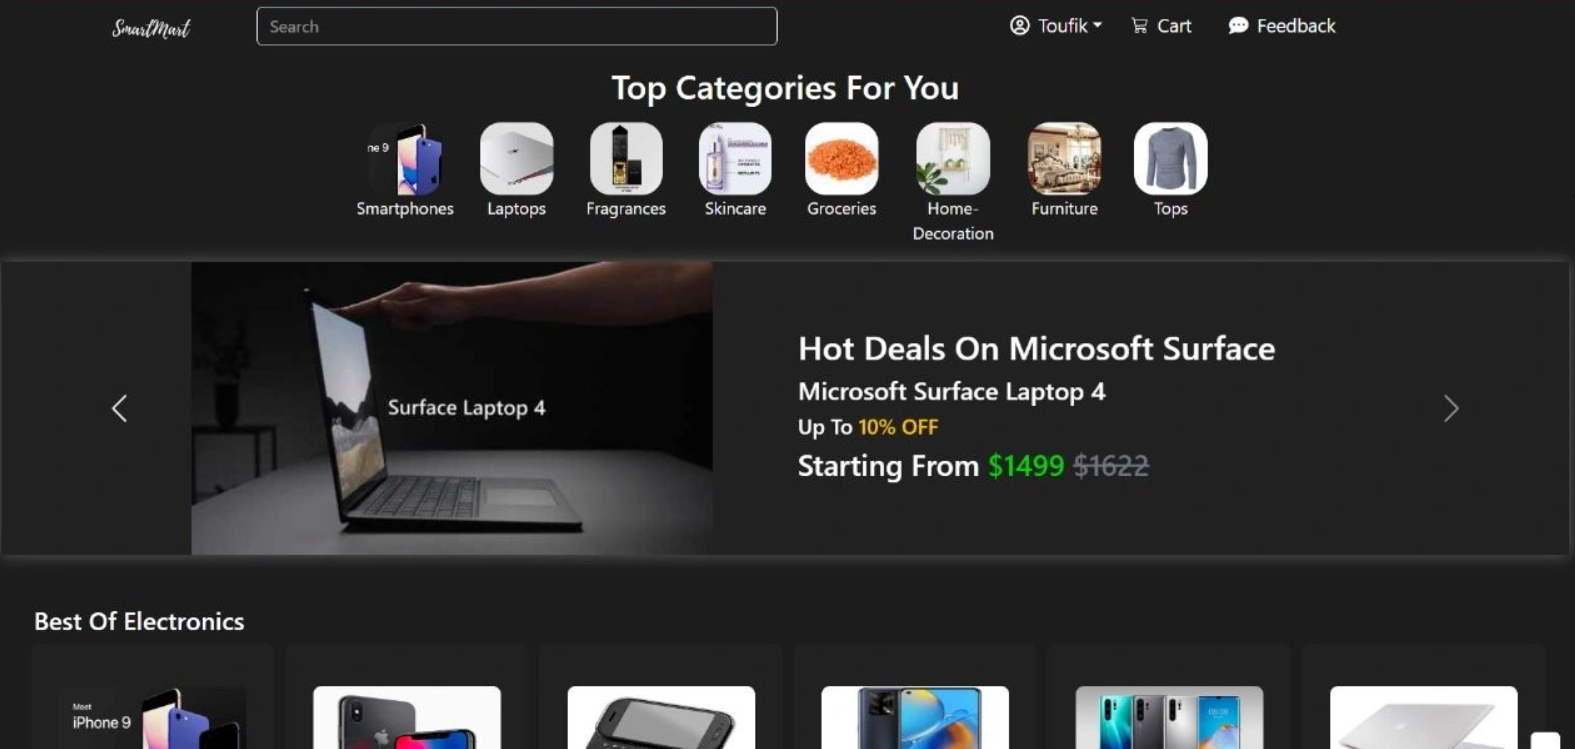 SmartMart Search Toufik Cart Feedback
Top Categories For You
ne 9
Smartphones Laptops Fragrances Skincare Groceries Home-Decoration Furniture Tops
Surface Laptop 4
Hot Deals On Microsoft Surface
Microsoft Surface Laptop 4
Up To 10% OFF
Starting From $1499 $1622
Best Of Electronics
Meet
iPhone 9